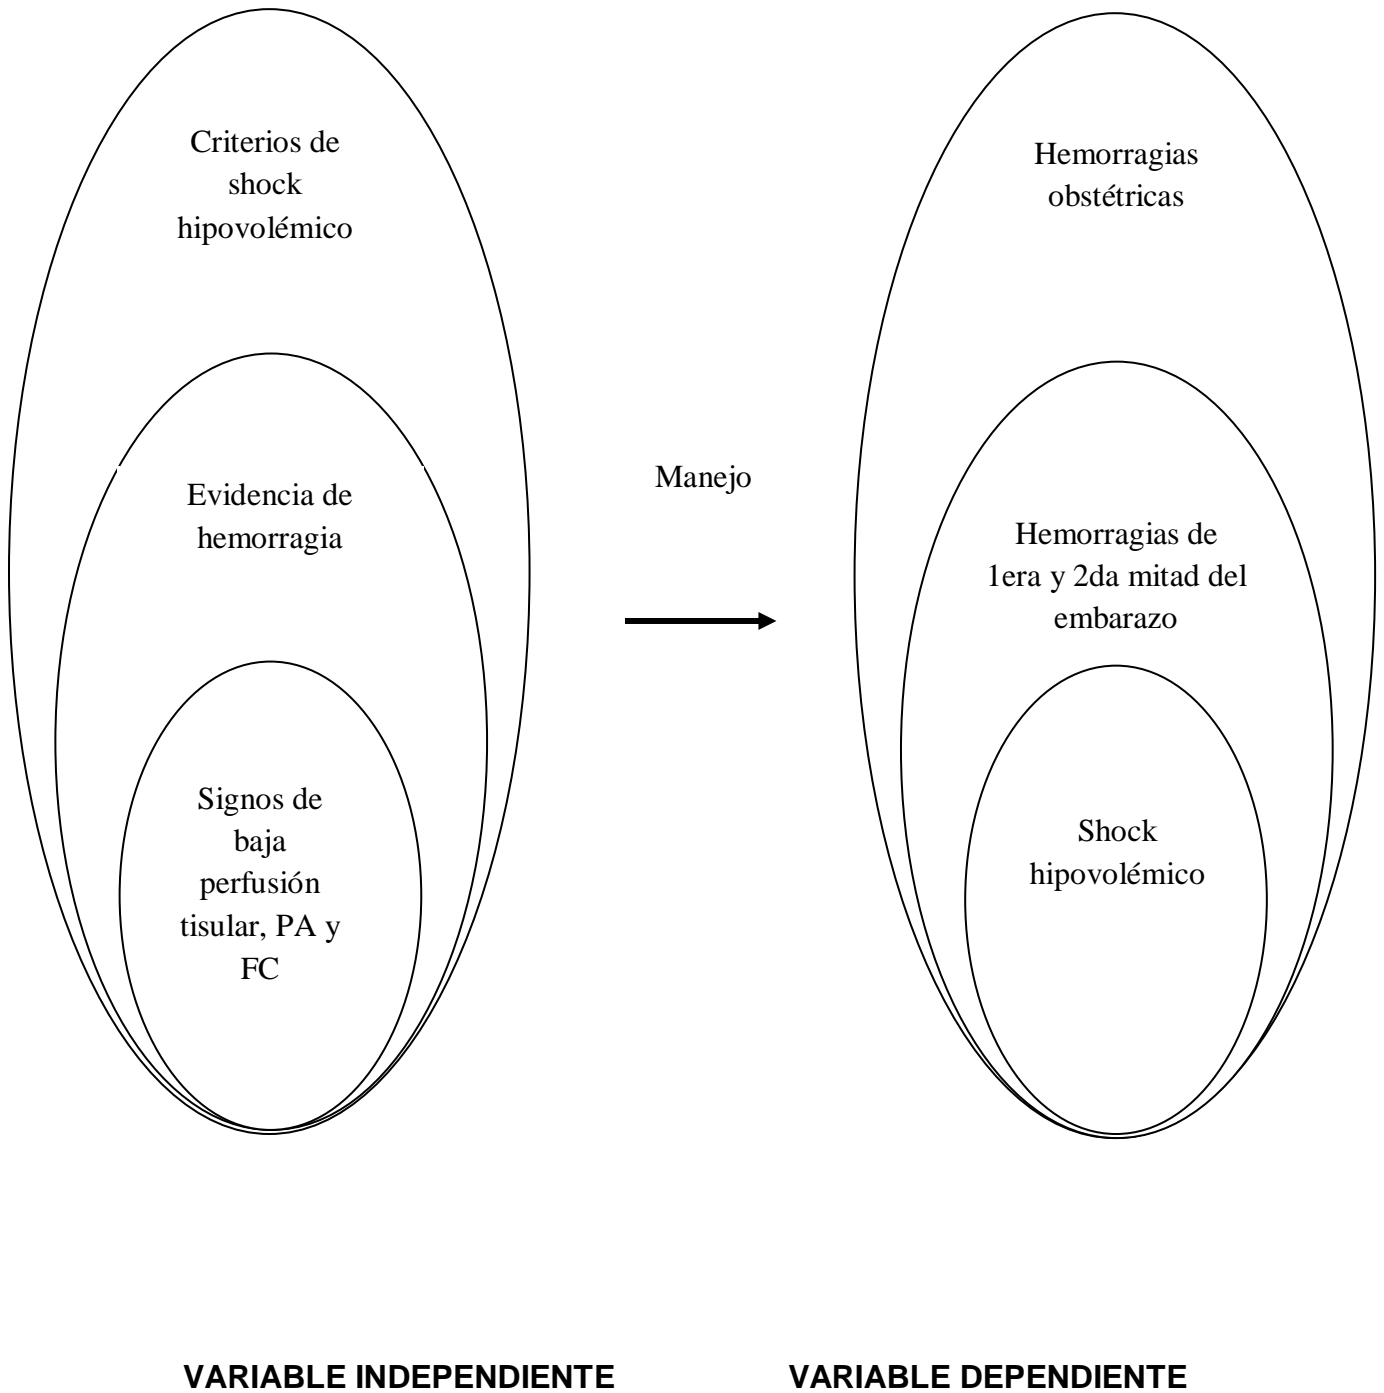 Criterios de
shock
hipovolémico
Evidencia de
hemorragia
Signos de
baja
perfusión
tisular, PA y
FC
Manejo
Hemorragias
obstétricas
Hemorragias de
1era y 2da mitad del
embarazo
Shock
hipovolémico
VARIABLE INDEPENDIENTE
VARIABLE DEPENDIENTE